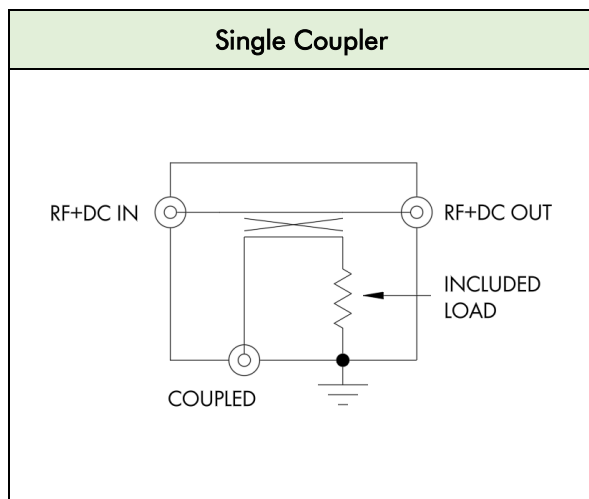 Single Coupler
RF+DC IN
RF+DC OUT
INCLUDED
LOAD
COUPLED